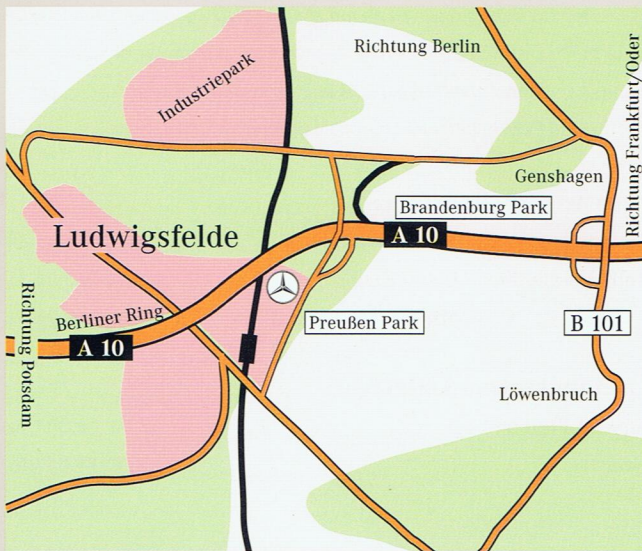 Richtung Berlin
Industriepark
Richtung Frankfurt/Oder
Genshagen
Brandenburg Park
Ludwigsfelde
A 10
Richtung Potsdam
Berliner Ring
Preußen Park
B 101
A 10
Löwenbruch